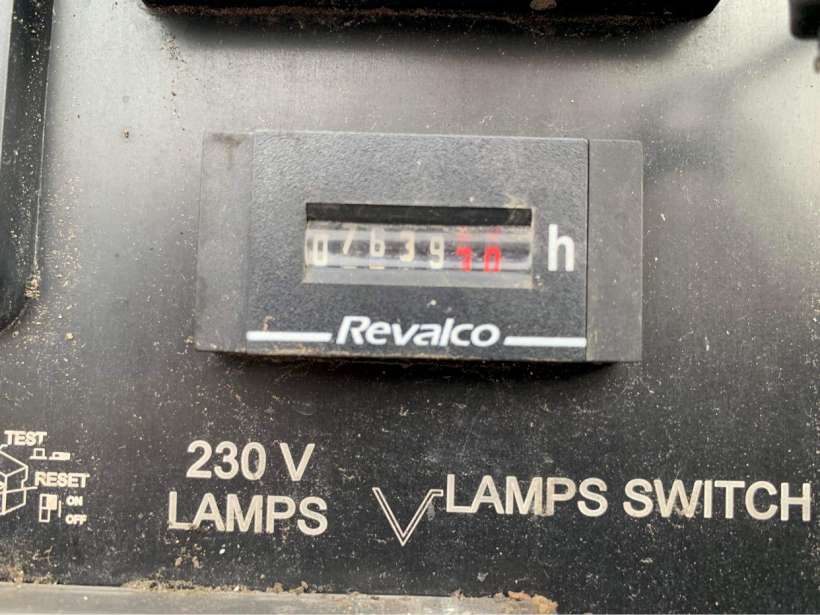 07639 h
Revalco
TEST
RESET
ON
OFF
230 V
LAMPS
LAMPS SWITCH